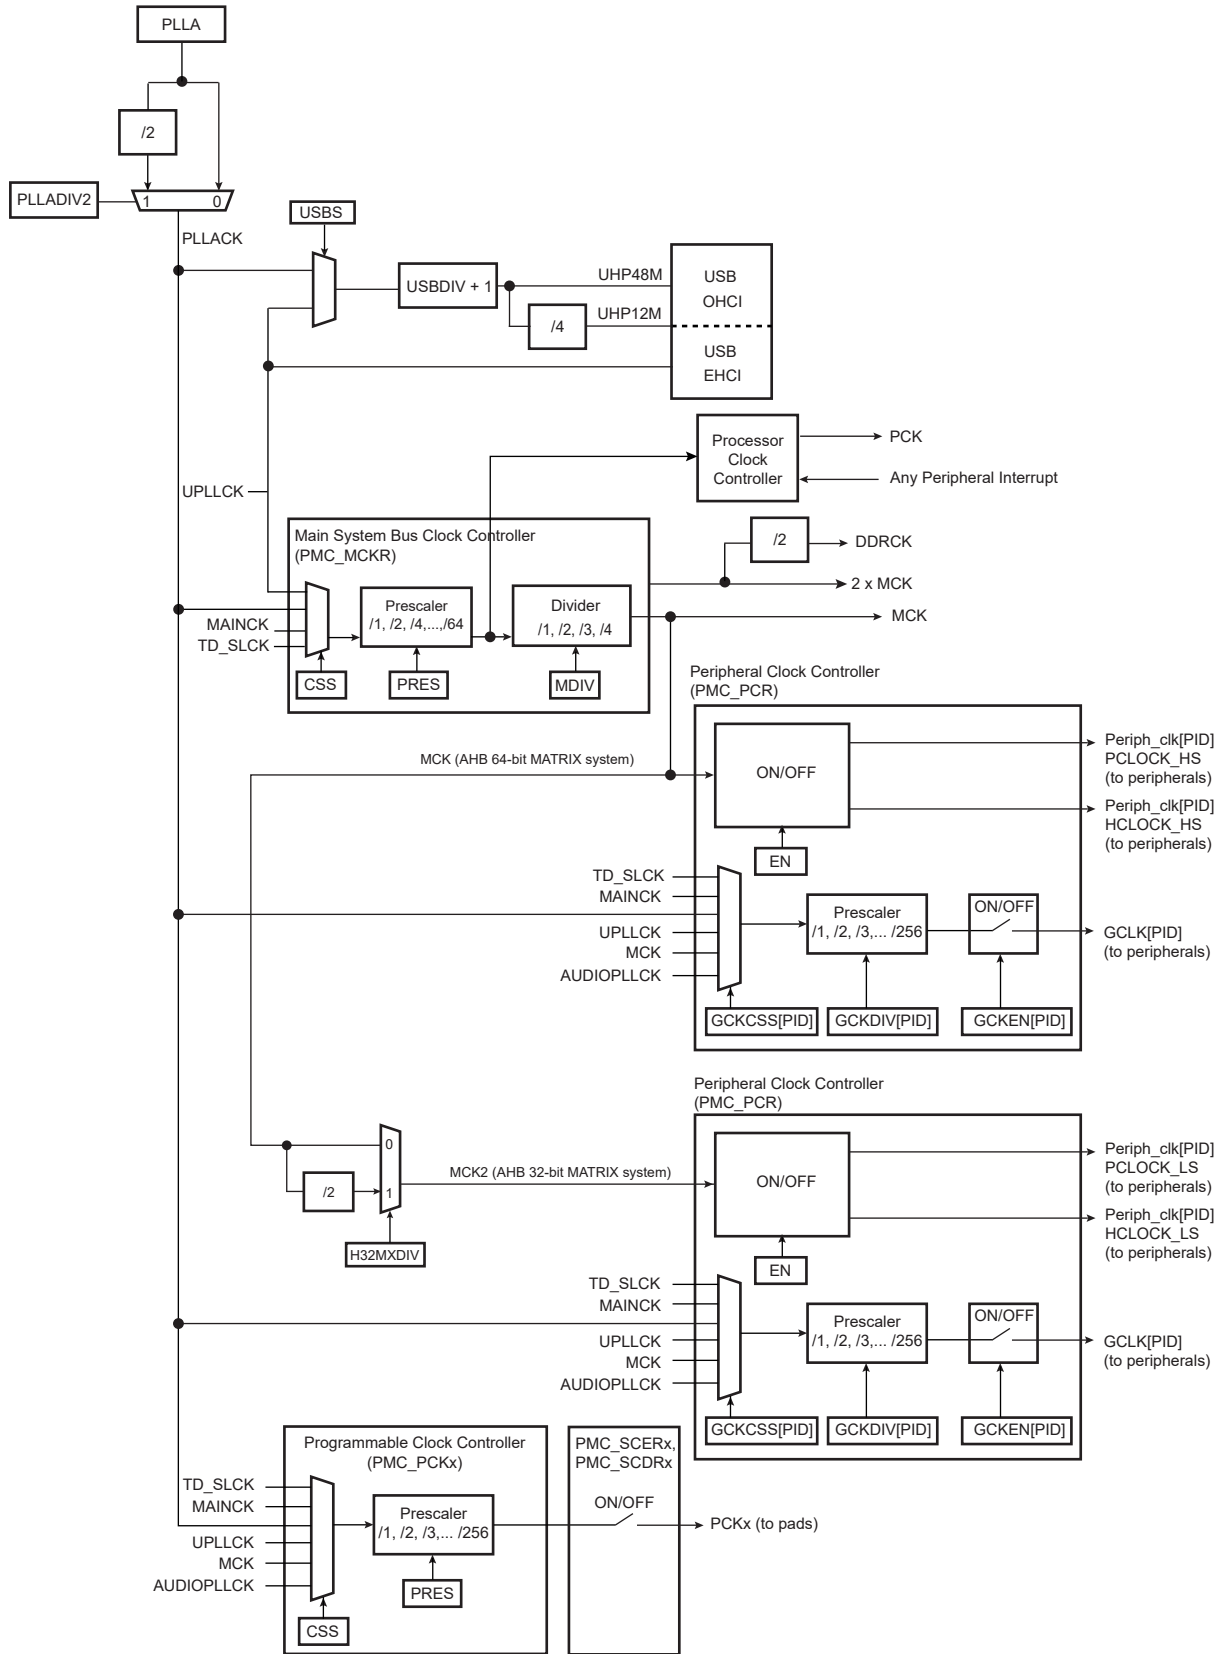 PLLA
/2
PLLADIV2
1
0
PLLACK
USBS
USBDIV + 1
UHP48M
/4
UHP12M
USB
OHCI
USB
EHCI
UPLLCK
Processor
Clock
Controller
PCK
Any Peripheral Interrupt
/2
DDRCK
2 x MCK
MCK
Main System Bus Clock Controller
(PMC_MCKR)
MAINCK
TD_SLCK
Prescaler
/1, /2, /4,...,/64
Divider
/1, /2, /3, /4
CSS
PRES
MDIV
MCK (AHB 64-bit MATRIX system)
Peripheral Clock Controller
(PMC_PCR)
ON/OFF
EN
Periph_clk[PID]
PCLOCK_HS
(to peripherals)
Periph_clk[PID]
HCLOCK_HS
(to peripherals)
TD_SLCK
MAINCK
UPLLCK
MCK
AUDIOPLLCK
Prescaler
/1, /2, /3,... /256
ON/OFF
GCLK[PID]
(to peripherals)
GCKCSS[PID]
GCKDIV[PID]
GCKEN[PID]
0
/2
1
H32MXDIV
MCK2 (AHB 32-bit MATRIX system)
Peripheral Clock Controller
(PMC_PCR)
ON/OFF
EN
Periph_clk[PID]
PCLOCK_LS
(to peripherals)
Periph_clk[PID]
HCLOCK_LS
(to peripherals)
TD_SLCK
MAINCK
UPLLCK
MCK
AUDIOPLLCK
Prescaler
/1, /2, /3,... /256
ON/OFF
GCLK[PID]
(to peripherals)
GCKCSS[PID]
GCKDIV[PID]
GCKEN[PID]
Programmable Clock Controller
(PMC_PCKx)
TD_SLCK
MAINCK
UPLLCK
MCK
AUDIOPLLCK
Prescaler
/1, /2, /3,... /256
PRES
CSS
PMC_SCERx,
PMC_SCDRx
ON/OFF
PCKx (to pads)